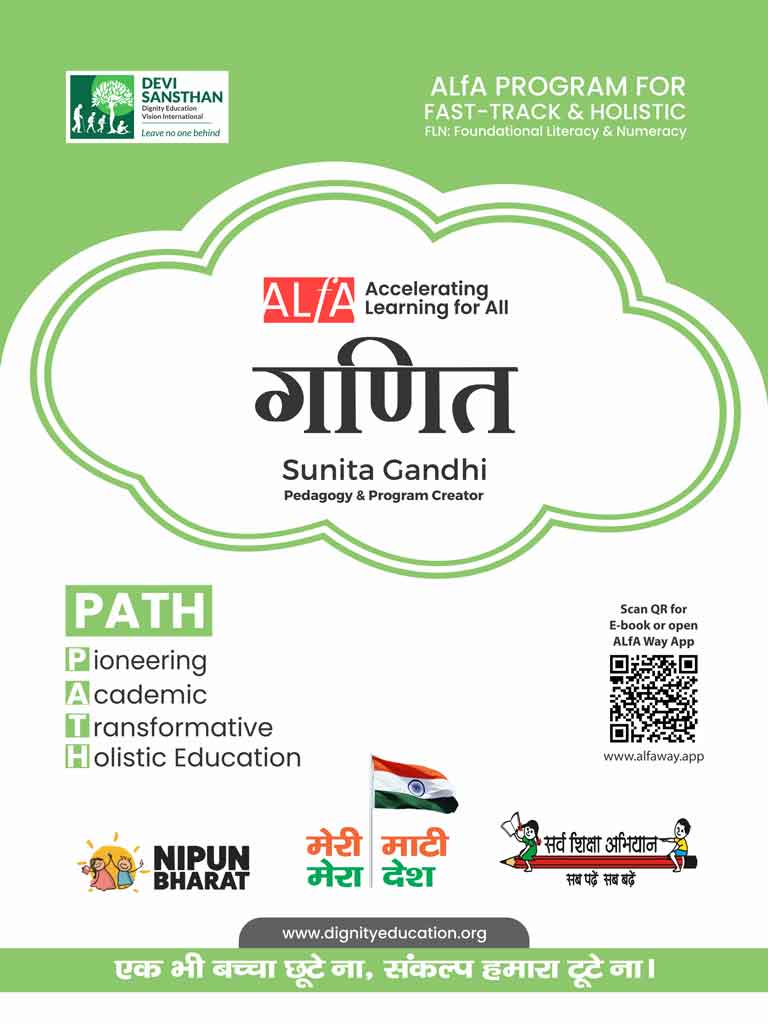 DEVI
SANSTHAN
Dignity Education
Vision International
Leave no one behind
ALfA PROGRAM FOR
FAST-TRACK & HOLISTIC
FLN: Foundational Literacy & Numeracy
ALfA Accelerating
Learning for All
गणित
Sunita Gandhi
Pedagogy & Program Creator
PATH
Pioneering
Academic
Transformative
Holistic Education
Scan QR for
E-book or open
ALfA Way App
www.alfaway.app
NIPUN
BHARAT
मेरी माटी
मेरा देश
सर्व शिक्षा अभियान
सब पढ़ें सब बढ़ें
www.dignityeducation.org
एक भी बच्चा छूटे ना, संकल्प हमारा टूटे ना।